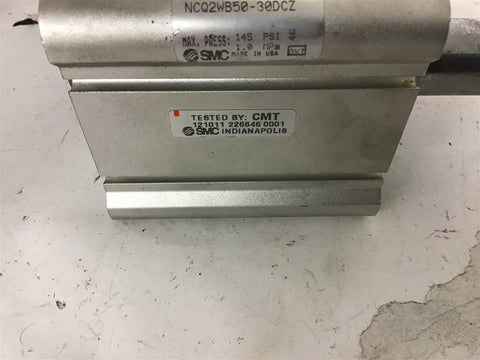 NCQ2WB50-30DCZ
MAX. PRESS: 145 PSI
1.0 MPa
SMC MADE IN USA
TESTED BY: CMT
121011 226646 0001
SMC INDIANAPOLIS